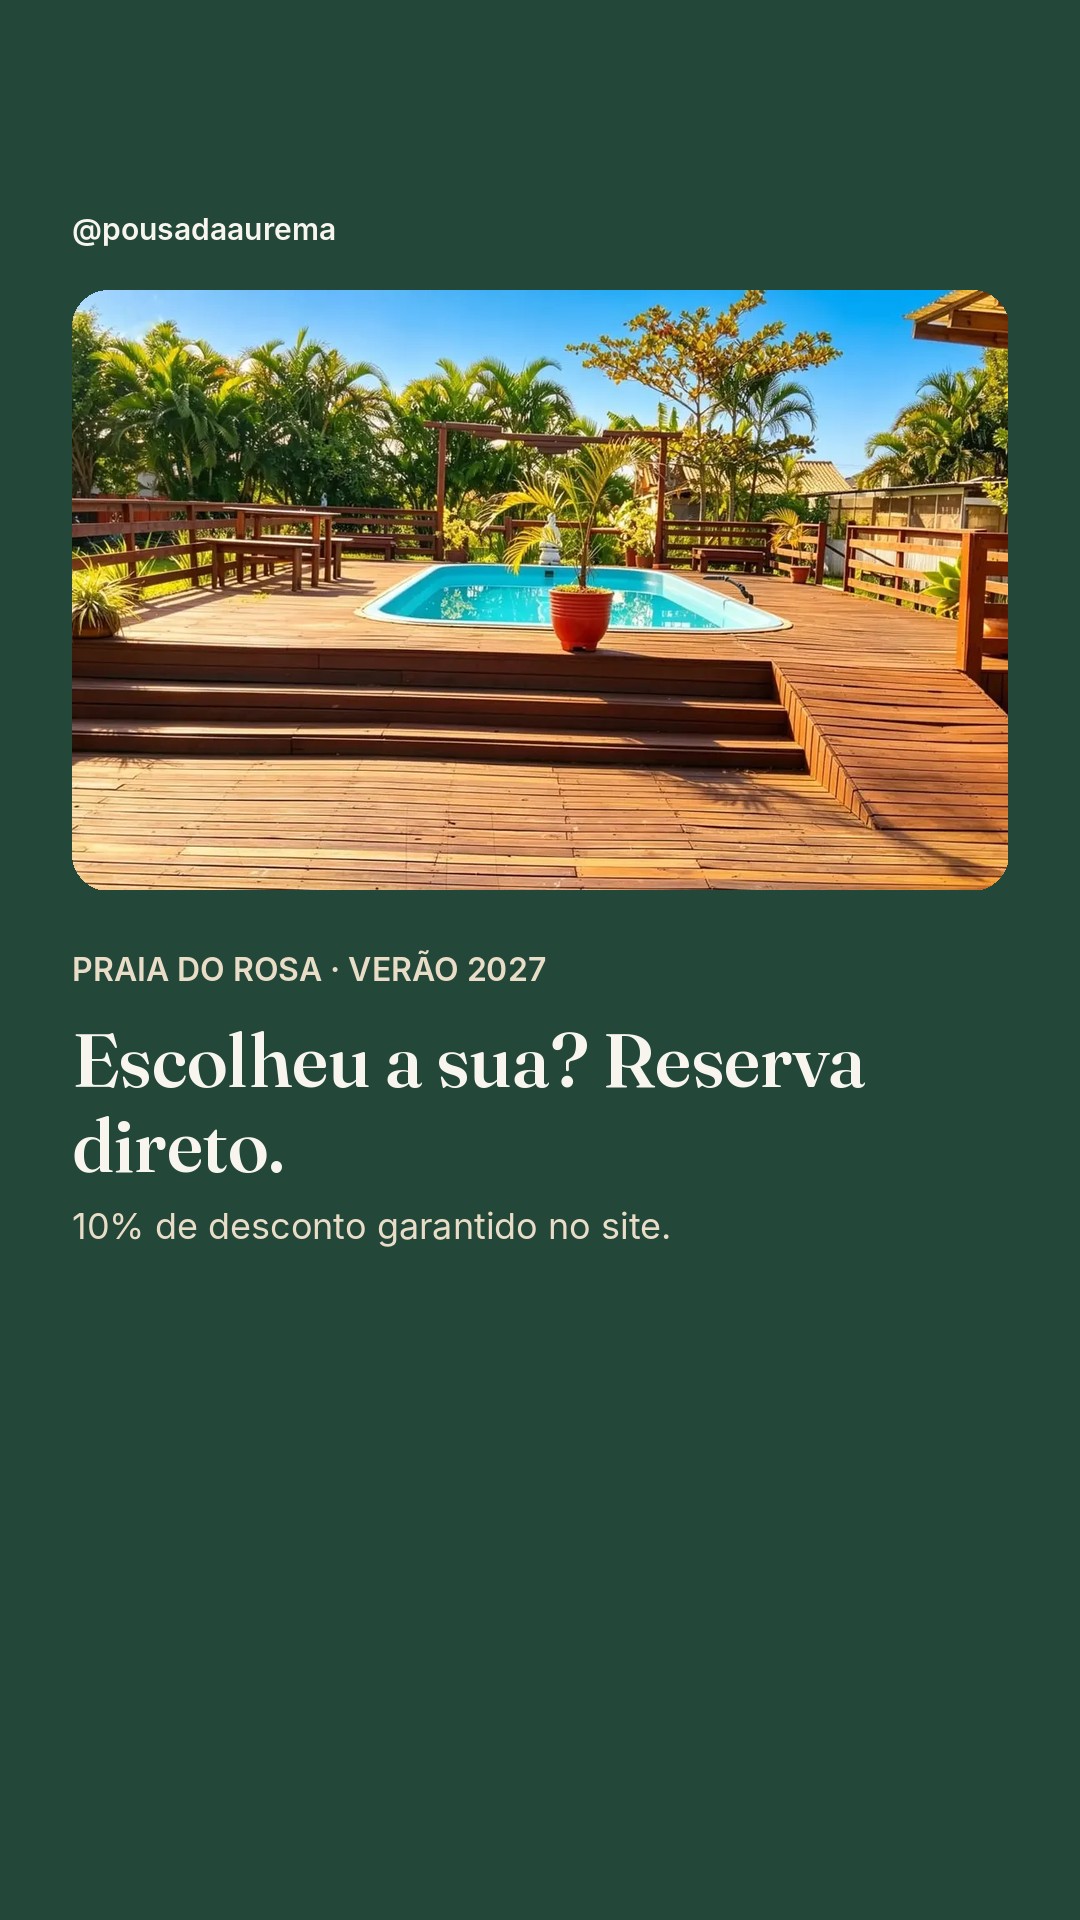 @pousadaaurema
PRAIA DO ROSA · VERÃO 2027
Escolheu a sua? Reserva
direto.
10% de desconto garantido no site.